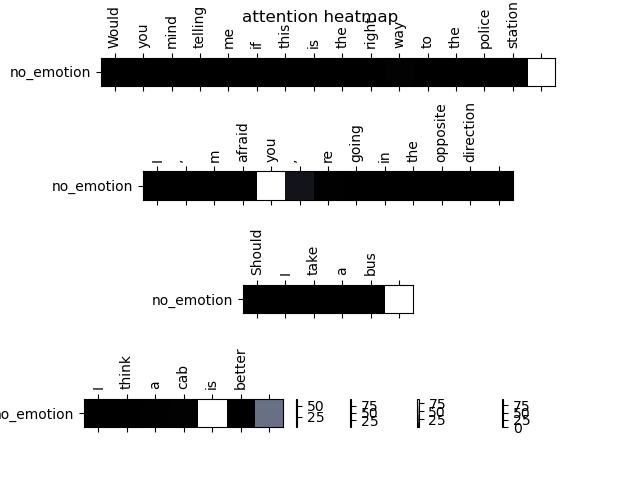 attention heatmap
Would you mind telling me if this is the right way to the police station
no_emotion
I ’ m afraid you ’ re going in the opposite direction
no_emotion
Should I take a bus
no_emotion
I think a cab is better
no_emotion
50 75 75 75
25 50 50 50
25 25 25
0